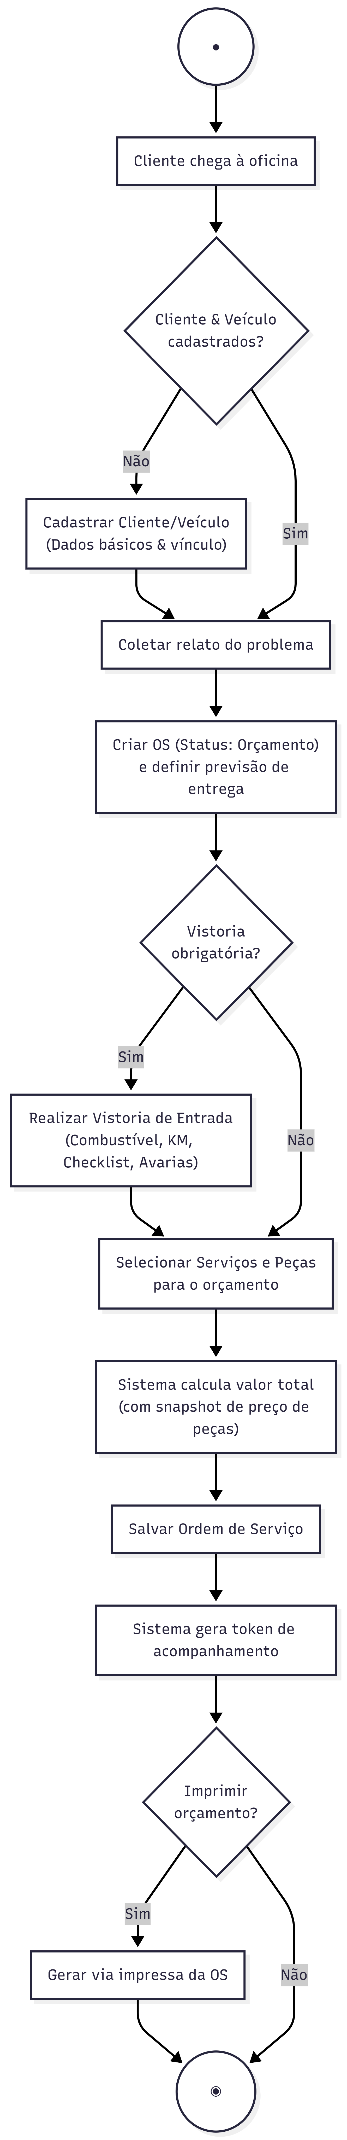 Cliente chega à oficina
Cliente & Veículo
cadastrados?
Não
Sim
Cadastrar Cliente/Veículo
(Dados básicos & vínculo)
Coletar relato do problema
Criar OS (Status: Orçamento)
e definir previsão de
entrega
Vistoria
obrigatória?
Sim
Não
Realizar Vistoria de Entrada
(Combustível, KM,
Checklist, Avarias)
Selecionar Serviços e Peças
para o orçamento
Sistema calcula valor total
(com snapshot de preço de
peças)
Salvar Ordem de Serviço
Sistema gera token de
acompanhamento
Imprimir
orçamento?
Sim
Não
Gerar via impressa da OS